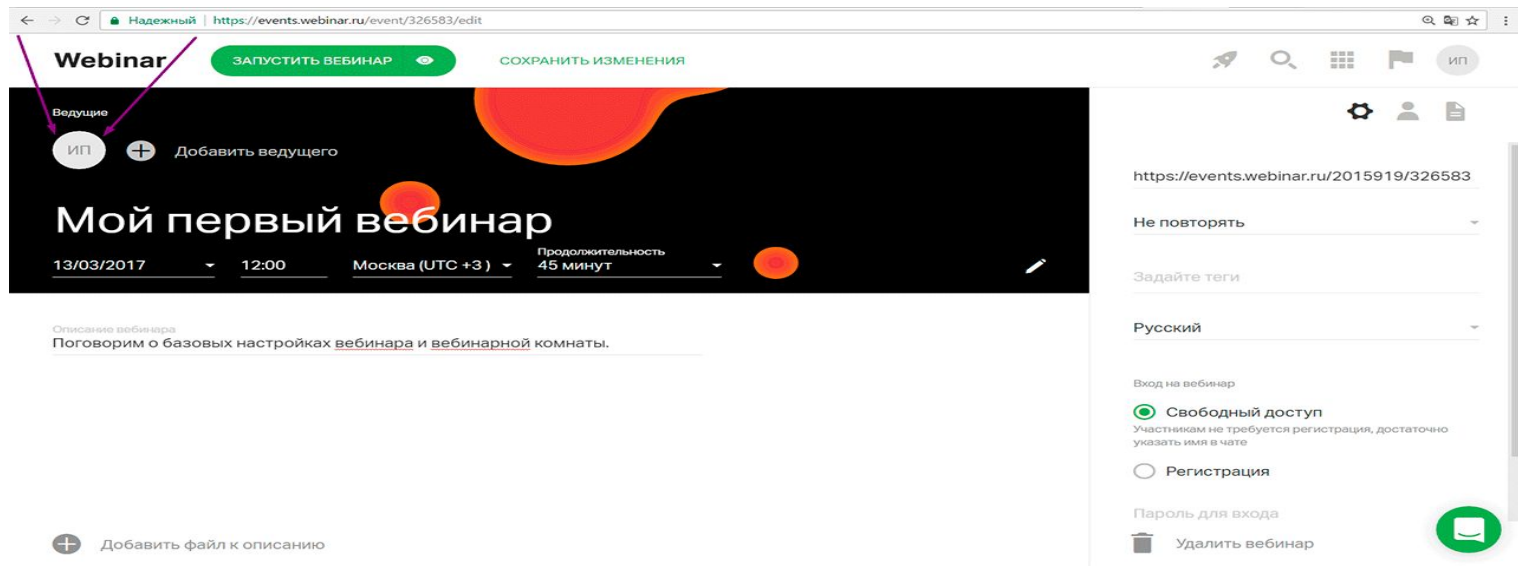 Надежный | https://events.webinar.ru/event/326583/edit
Webinar
ЗАПУСТИТЬ ВЕБИНАР
СОХРАНИТЬ ИЗМЕНЕНИЯ
ИП
Ведущие
ИП
Добавить ведущего
Мой первый вебинар
Продолжительность
13/03/2017 12:00 Москва (UTC +3 ) 45 минут
Описание вебинара
Поговорим о базовых настройках вебинара и вебинарной комнаты.
Добавить файл к описанию
https://events.webinar.ru/2015919/326583
Не повторять
Задайте теги
Русский
Вход на вебинар
Свободный доступ
Участникам не требуется регистрация, достаточно
указать имя в чате
Регистрация
Пароль для входа
Удалить вебинар